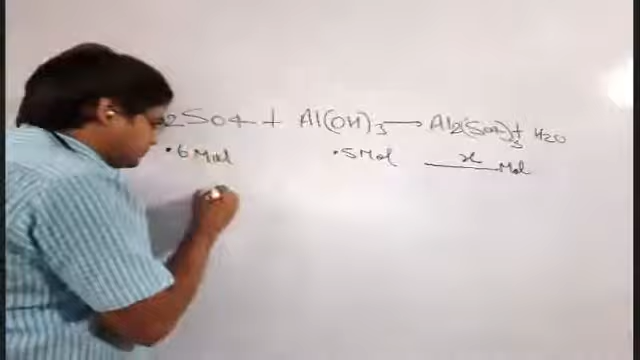 2SO4 + Al(OH)3 → Al2(SO4)3 + H2O
.6 Mol .5 Mol x Mol